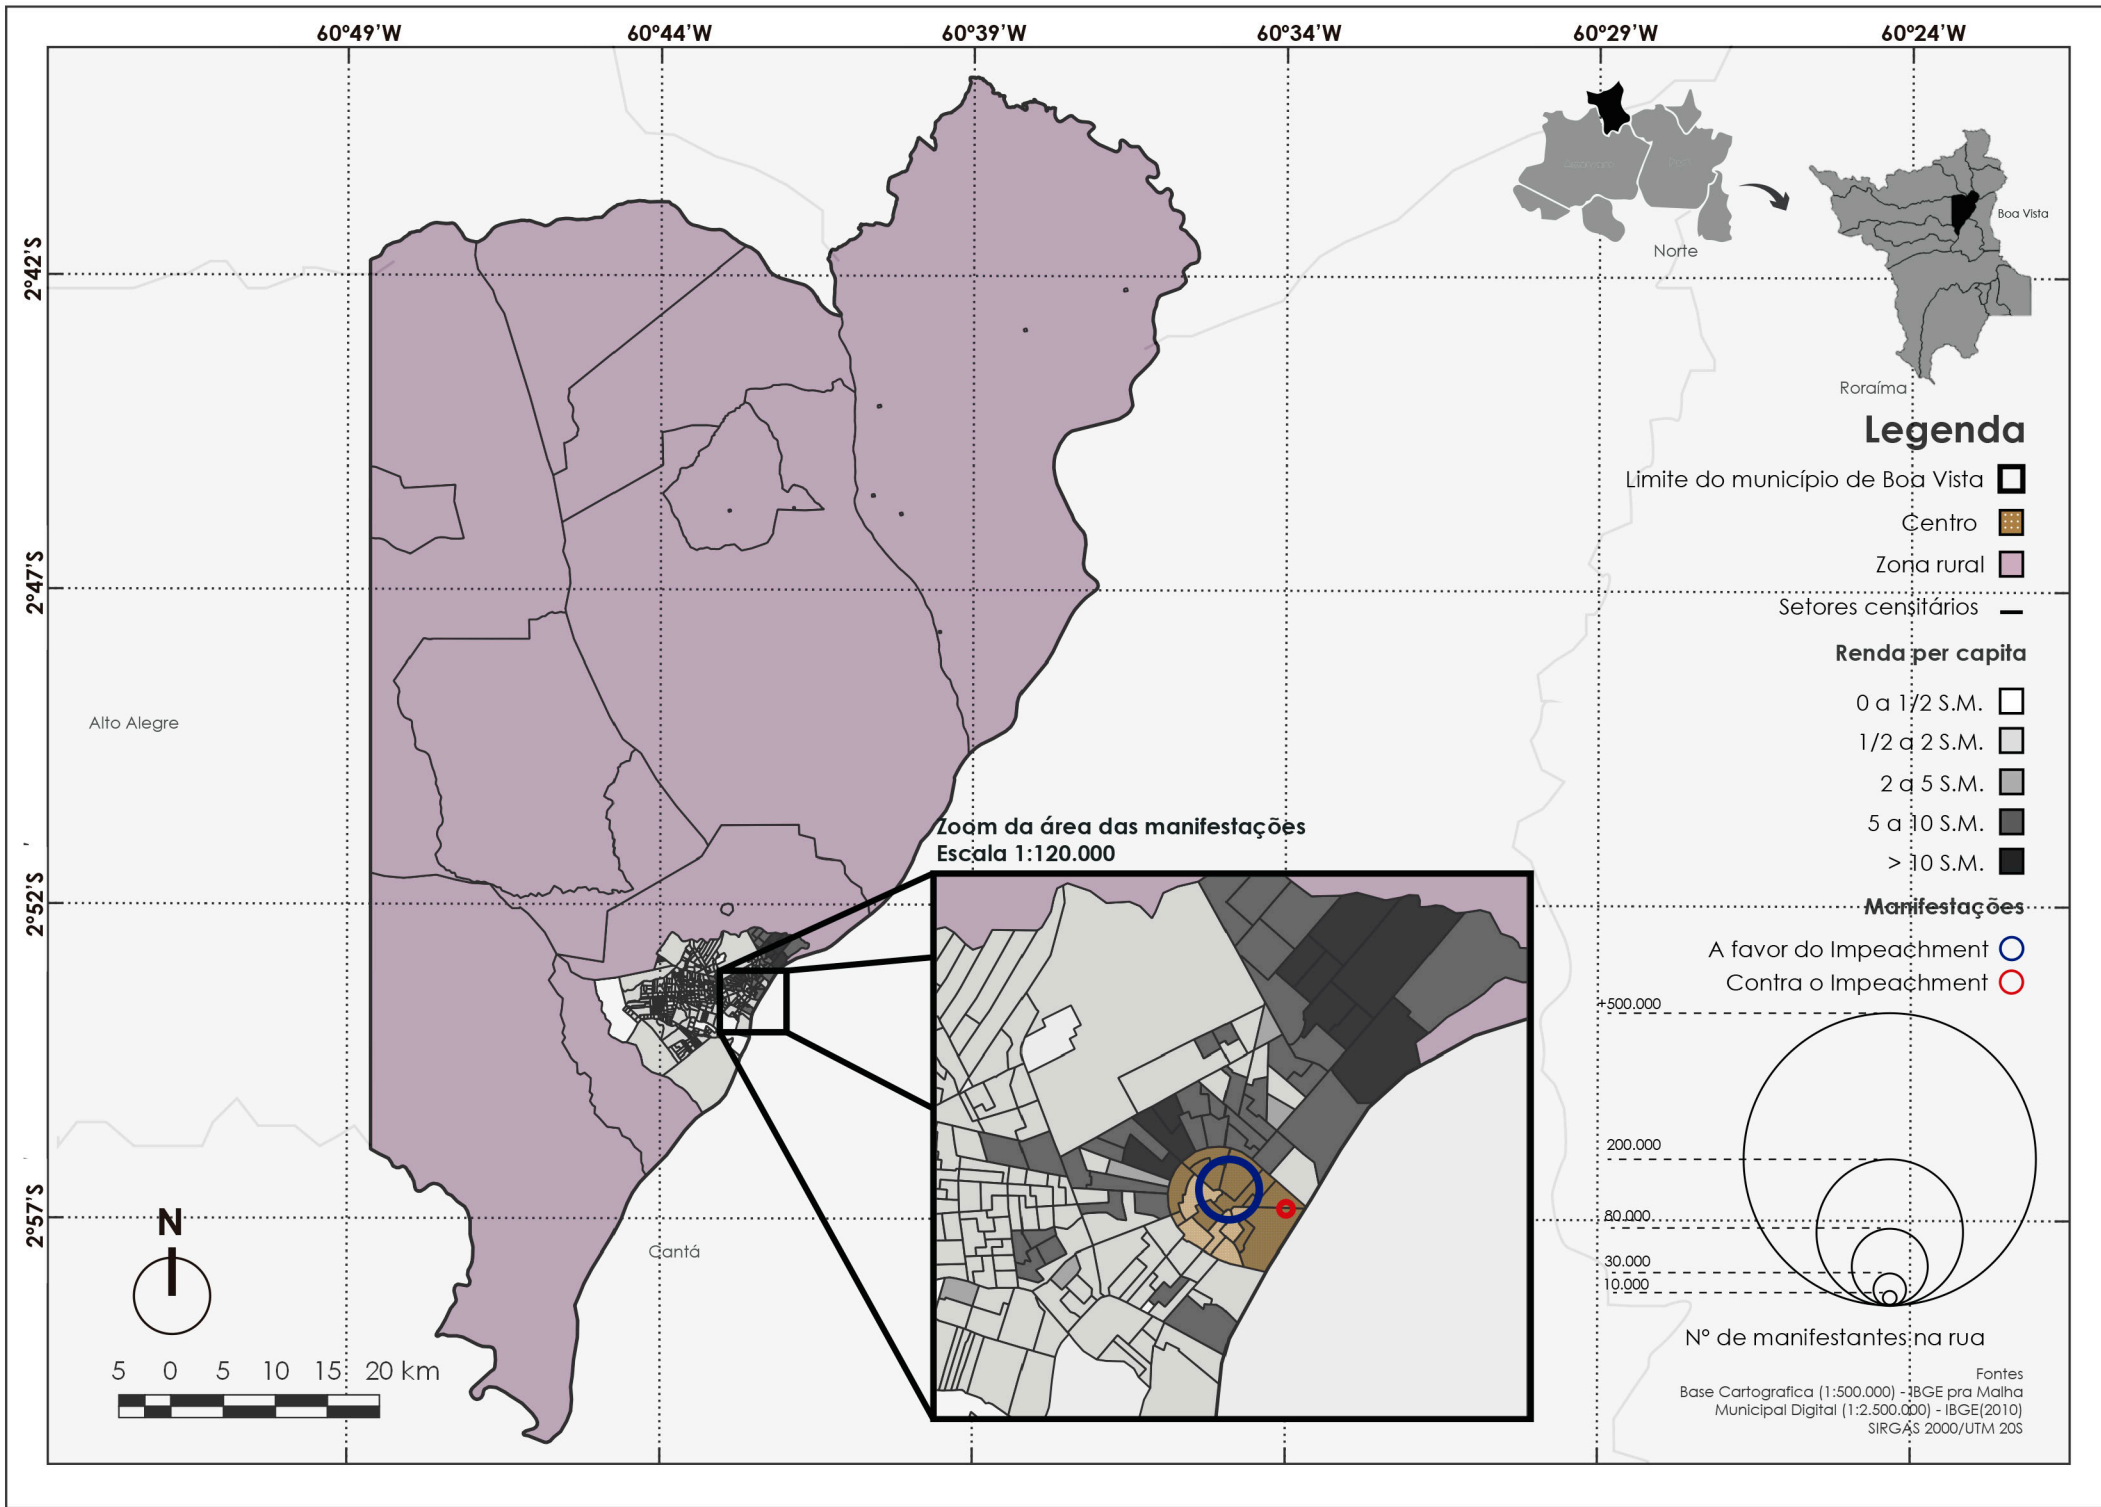 60°49'W
60°44'W
60°39'W
60°34'W
60°29'W
60°24'W
2°42'S
2°47'S
2°52'S
2°57'S
Norte
Boa Vista
Roraíma
Legenda
Limite do município de Boa Vista
Centro
Zona rural
Setores censitários
Renda per capita
0 a 1/2 S.M.
1/2 a 2 S.M.
2 a 5 S.M.
5 a 10 S.M.
> 10 S.M.
Manifestações
A favor do Impeachment
Contra o Impeachment
+500.000
200.000
80.000
30.000
10.000
N° de manifestantes na rua
Fontes
Base Cartografica (1:500.000) - IBGE pra Malha
Municipal Digital (1:2.500.000) - IBGE(2010)
SIRGAS 2000/UTM 20S
Alto Alegre
Zoom da área das manifestações
Escala 1:120.000
Cantá
N
5 0 5 10 15 20 km